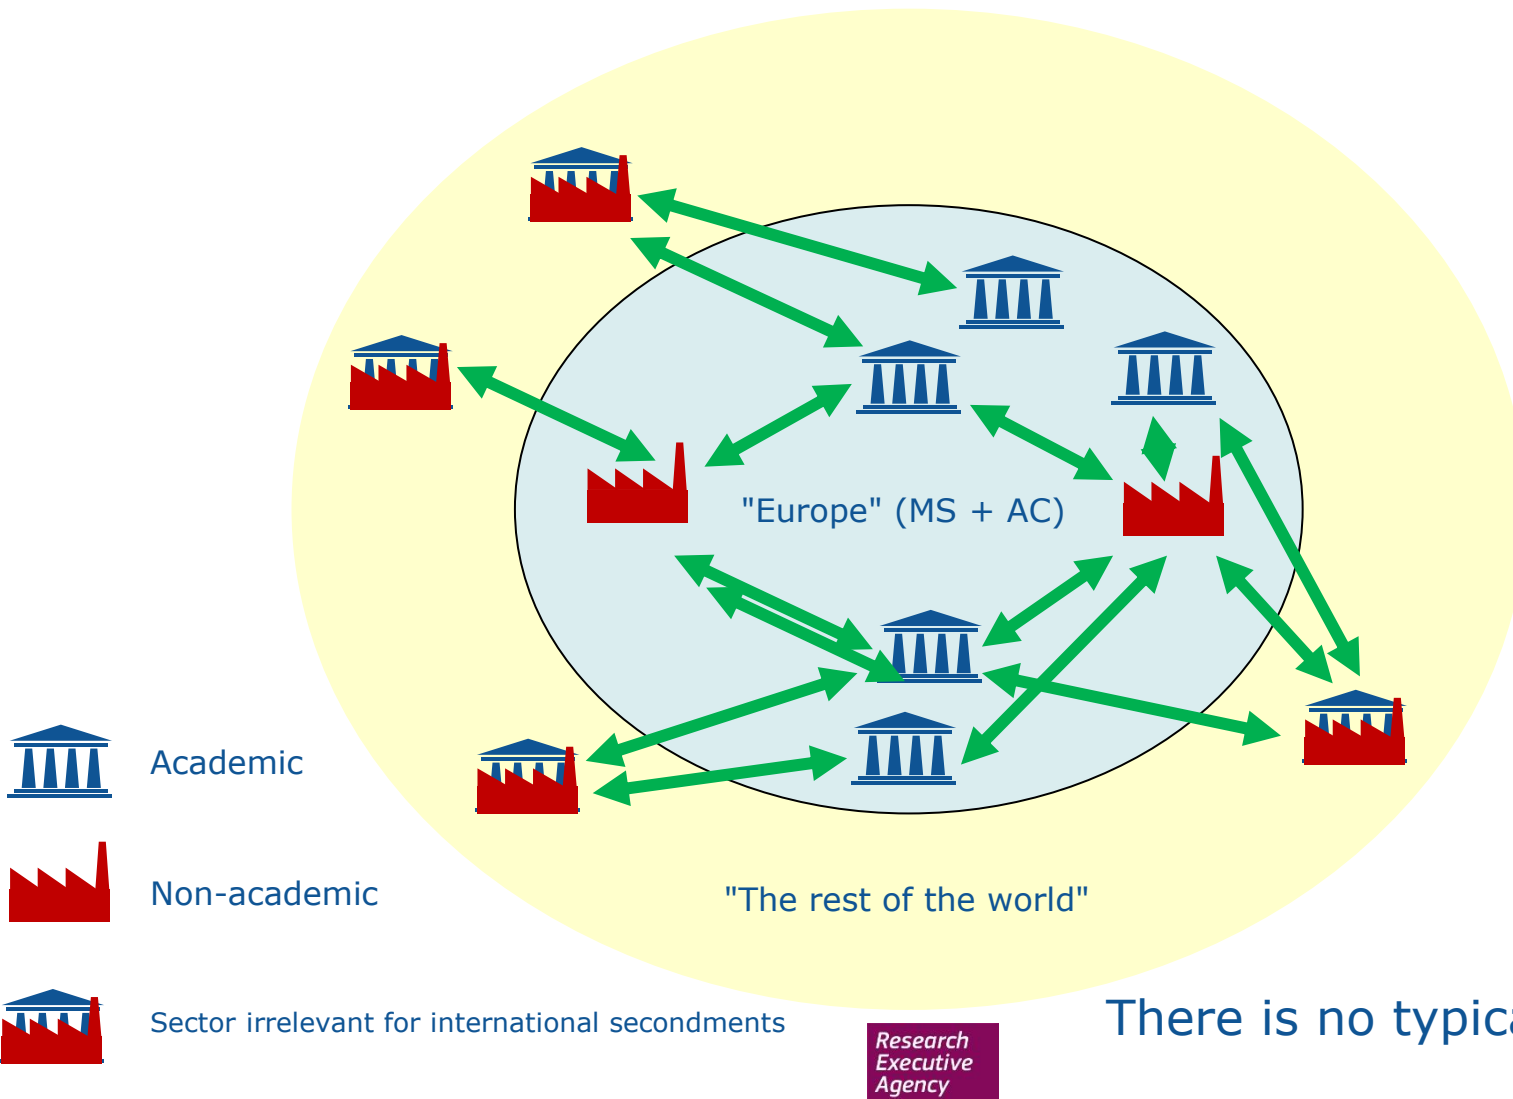 "Europe" (MS + AC)
Academic
Non-academic
"The rest of the world"
Sector irrelevant for international secondments
There is no typic
Research
Executive
Agency